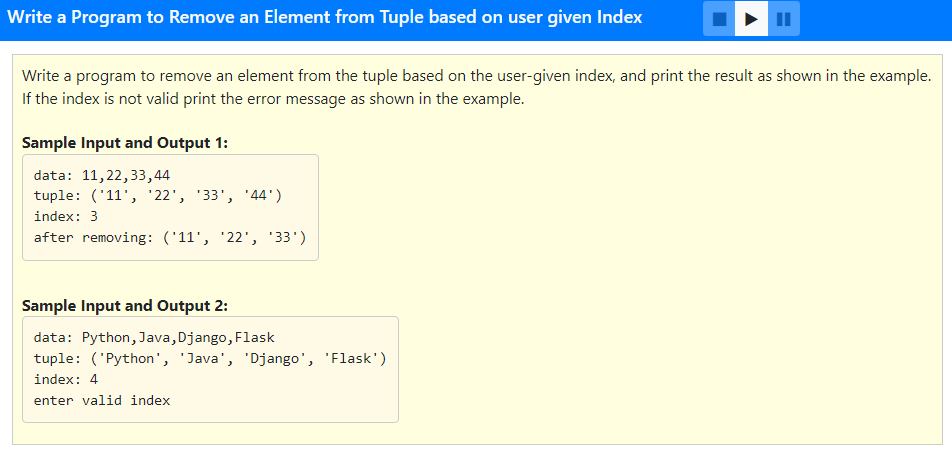 Write a Program to Remove an Element from Tuple based on user given Index
Write a program to remove an element from the tuple based on the user-given index, and print the result as shown in the example.
If the index is not valid print the error message as shown in the example.
Sample Input and Output 1:
data: 11,22,33,44
tuple: ('11', '22', '33', '44')
index: 3
after removing: ('11', '22', '33')
Sample Input and Output 2:
data: Python,Java,Django,Flask
tuple: ('Python', 'Java', 'Django', 'Flask')
index: 4
enter valid index